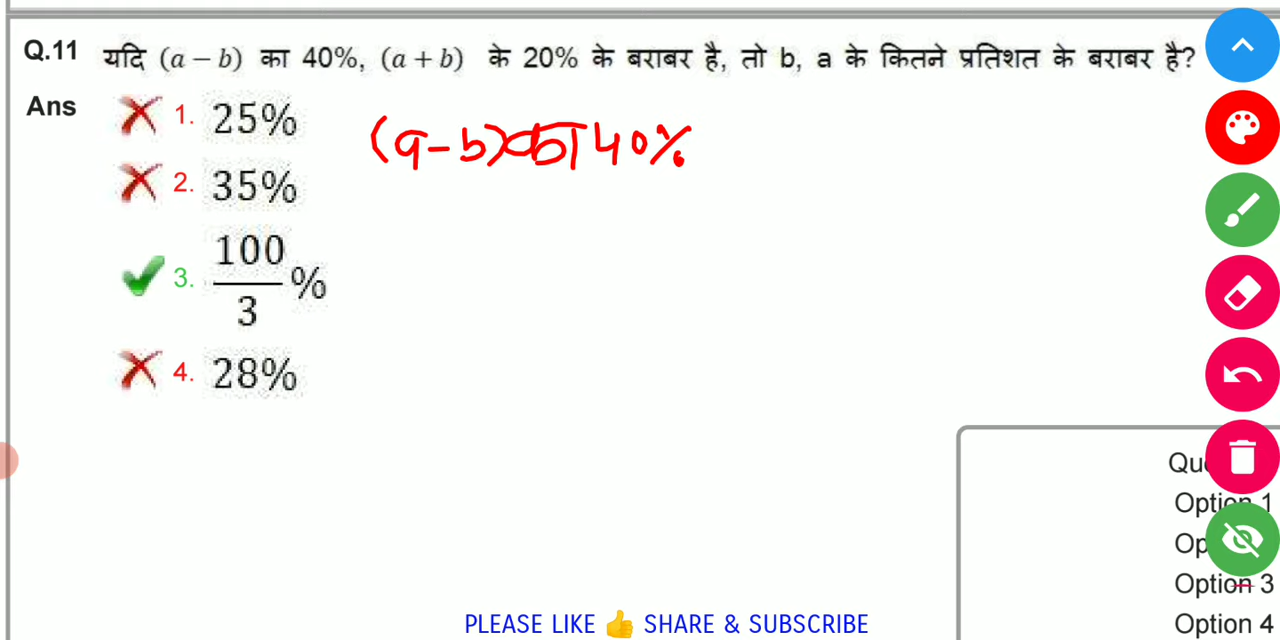 Q.11 यदि (a − b) का 40%, (a + b) के 20% के बराबर है, तो b, a के कितने प्रतिशत के बराबर है?
Ans
1. 25%
(a-b) का 40%
2. 35%
3. 100/3 %
4. 28%
Option 1
Option 3
Option 4
PLEASE LIKE 👍 SHARE & SUBSCRIBE